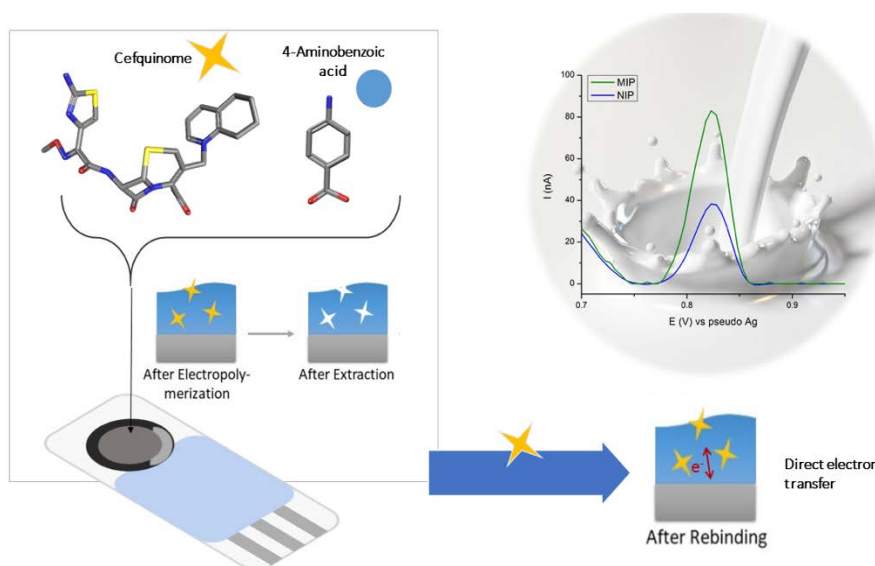 Cefquinome
4-Aminobenzoic
acid
After Electropoly-
merization
After Extraction
MIP
NIP
100
80
60
40
20
0
I (nA)
0.7
0.8
0.9
E (V) vs pseudo Ag
e-
Direct electron
transfer
After Rebinding